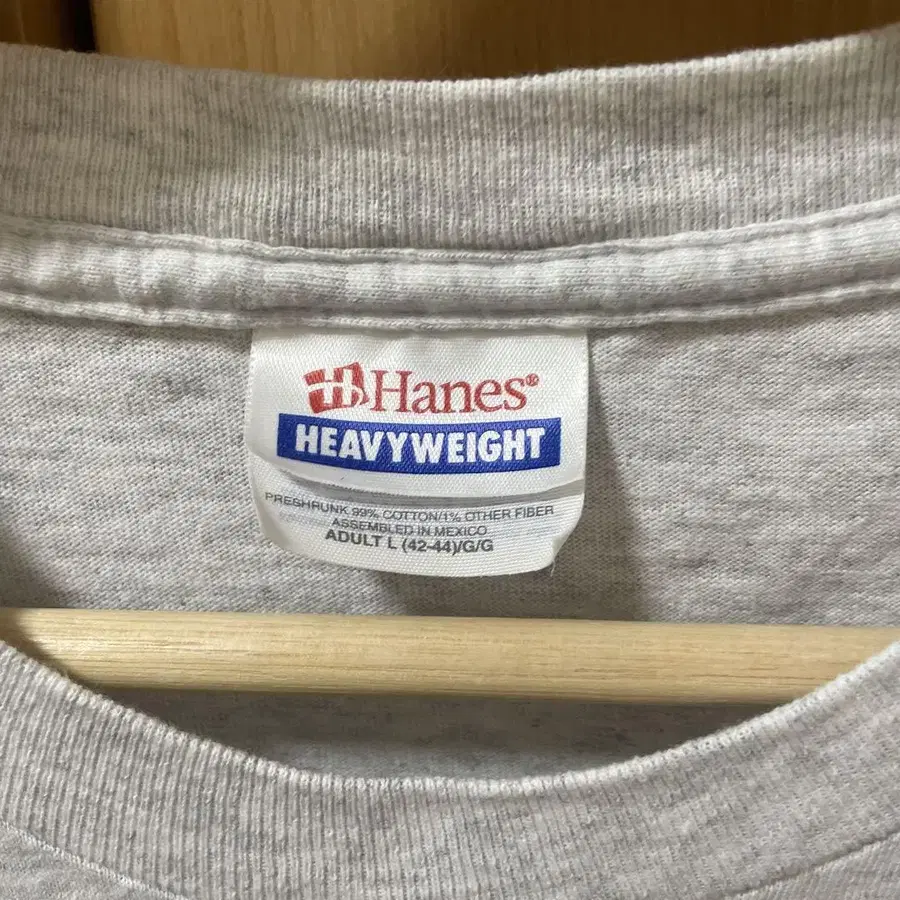 Hanes®
HEAVYWEIGHT
PRESHRUNK 99% COTTON/1% OTHER FIBER
ASSEMBLED IN MEXICO
ADULT L (42-44)/G/G